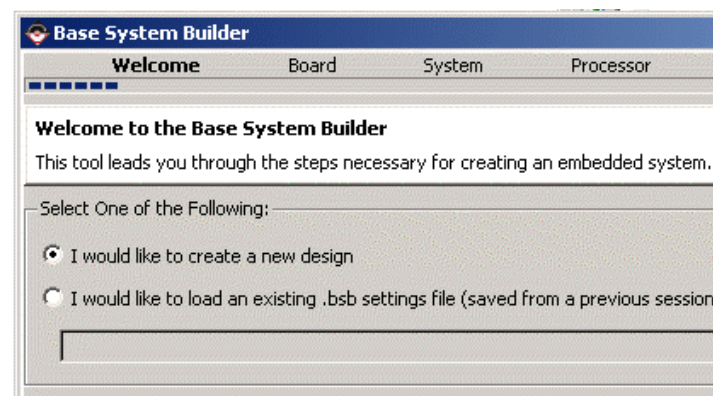 Base System Builder
Welcome Board System Processor
Welcome to the Base System Builder
This tool leads you through the steps necessary for creating an embedded system.
Select One of the Following:
I would like to create a new design
I would like to load an existing .bsb settings file (saved from a previous session